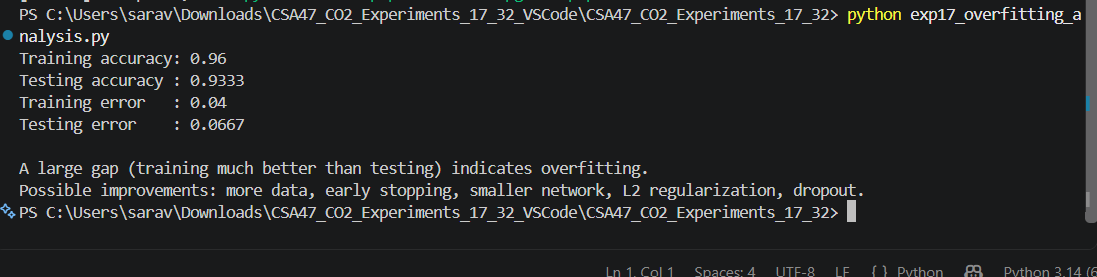 PS C:\Users\sarav\Downloads\CSA47_CO2_Experiments_17_32_VSCode\CSA47_CO2_Experiments_17_32> python exp17_overfitting_a
nalysis.py
Training accuracy: 0.96
Testing accuracy : 0.9333
Training error   : 0.04
Testing error    : 0.0667
A large gap (training much better than testing) indicates overfitting.
Possible improvements: more data, early stopping, smaller network, L2 regularization, dropout.
PS C:\Users\sarav\Downloads\CSA47_CO2_Experiments_17_32_VSCode\CSA47_CO2_Experiments_17_32>
Ln 1, Col 1 Spaces: 4 UTF-8 LF { } Python Python 3.14 (6